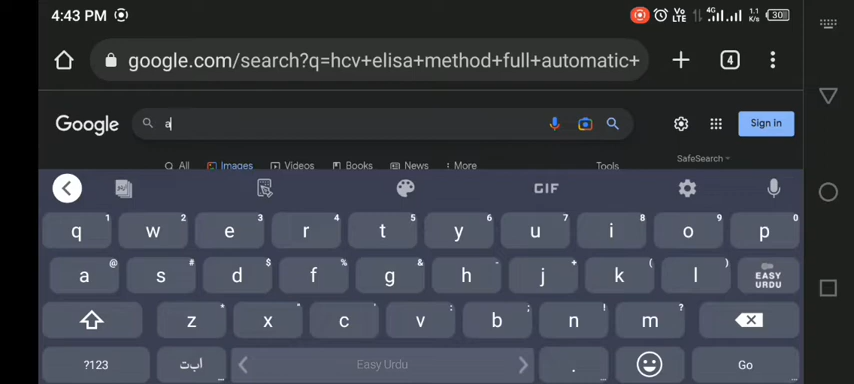 4:43 PM Vo LTE 4G 1.1 K/s 30
google.com/search?q=hcv+elisa+method+full+automatic+ 4
Google a Sign in
All Images Videos Books News More Tools SafeSearch
GIF
q 1 w 2 e 3 r 4 t 5 y 6 u 7 i 8 o 9 p 0
a @ s # d $ f % g & h - j + k ( l ) EASY URDU
z * x " c ' v : b ; n ! m ?
?123 ا ب ت Easy Urdu . Go